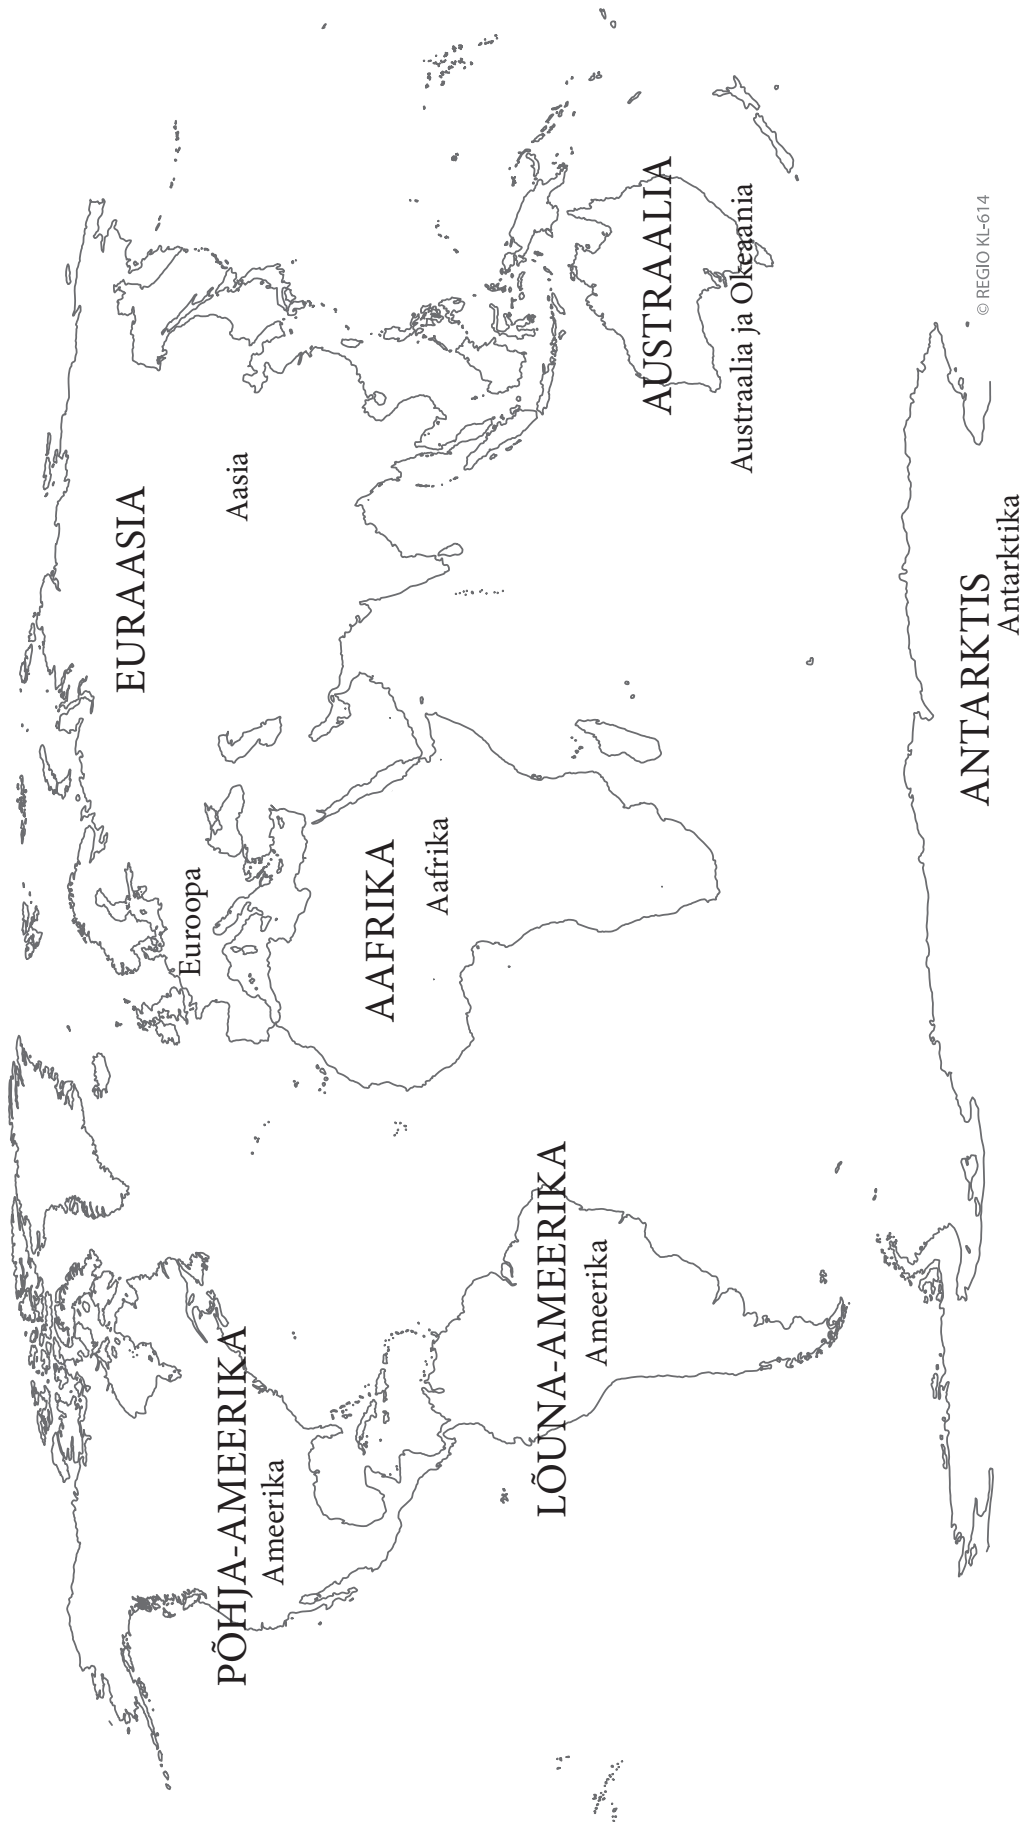 EURAASIA
Aasia
Euroopa
PÕHJA-AMEERIKA
Ameerika
AAFRIKA
Aafrika
LÕUNA-AMEERIKA
Ameerika
AUSTRAALIA
Austraalia ja Okeaania
ANTARKTIS
Antarktika
© REGIO KL-614